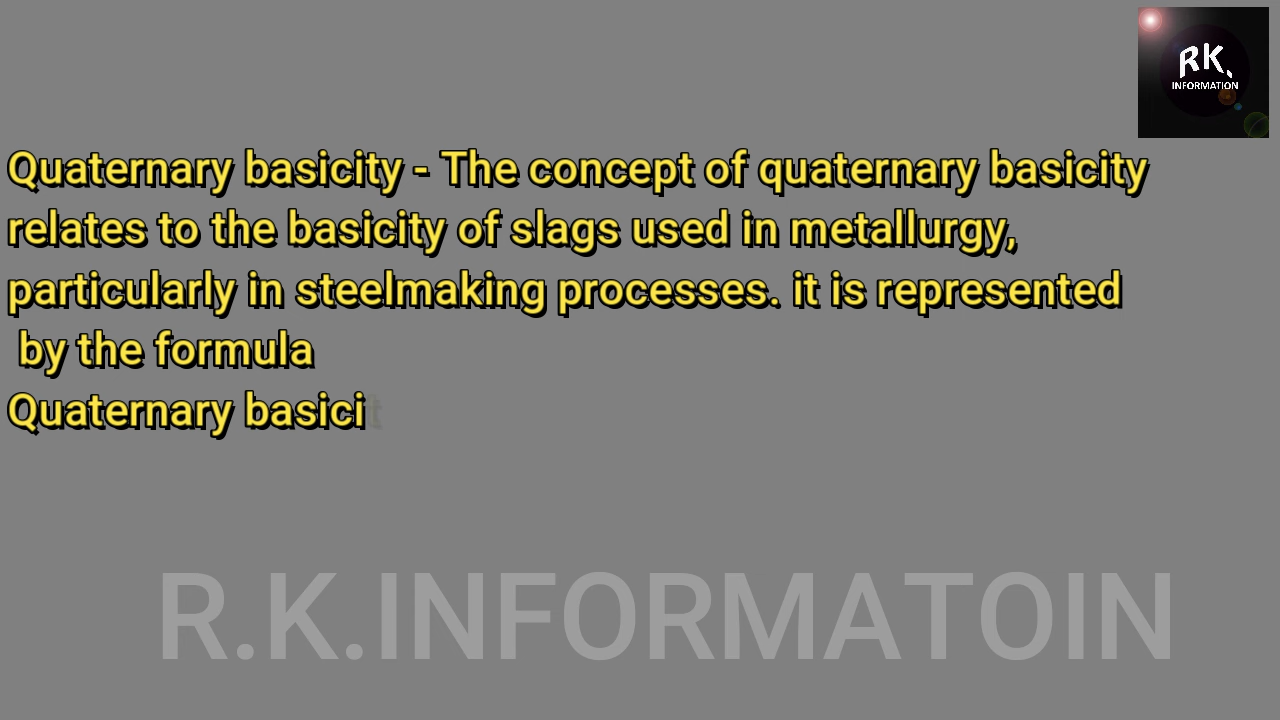 RK.
INFORMATION
Quaternary basicity - The concept of quaternary basicity
relates to the basicity of slags used in metallurgy,
particularly in steelmaking processes. it is represented
by the formula
Quaternary basicit
R.K.INFORMATOIN